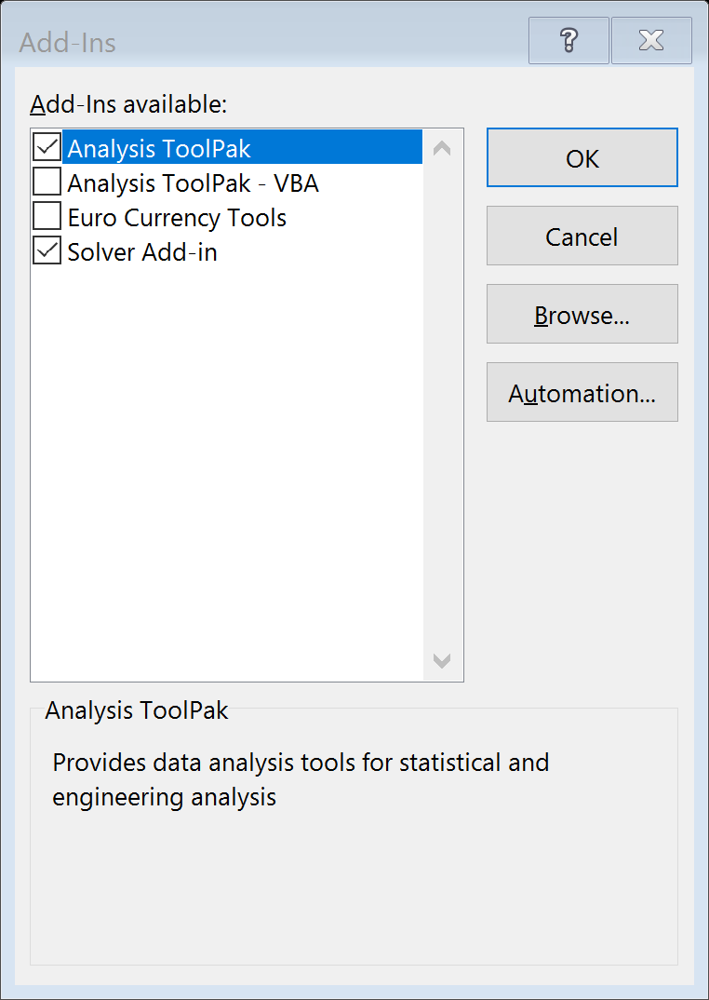 Add-Ins
?
Add-Ins available:
Analysis ToolPak
Analysis ToolPak - VBA
Euro Currency Tools
Solver Add-in
OK
Cancel
Browse...
Automation...
Analysis ToolPak
Provides data analysis tools for statistical and
engineering analysis